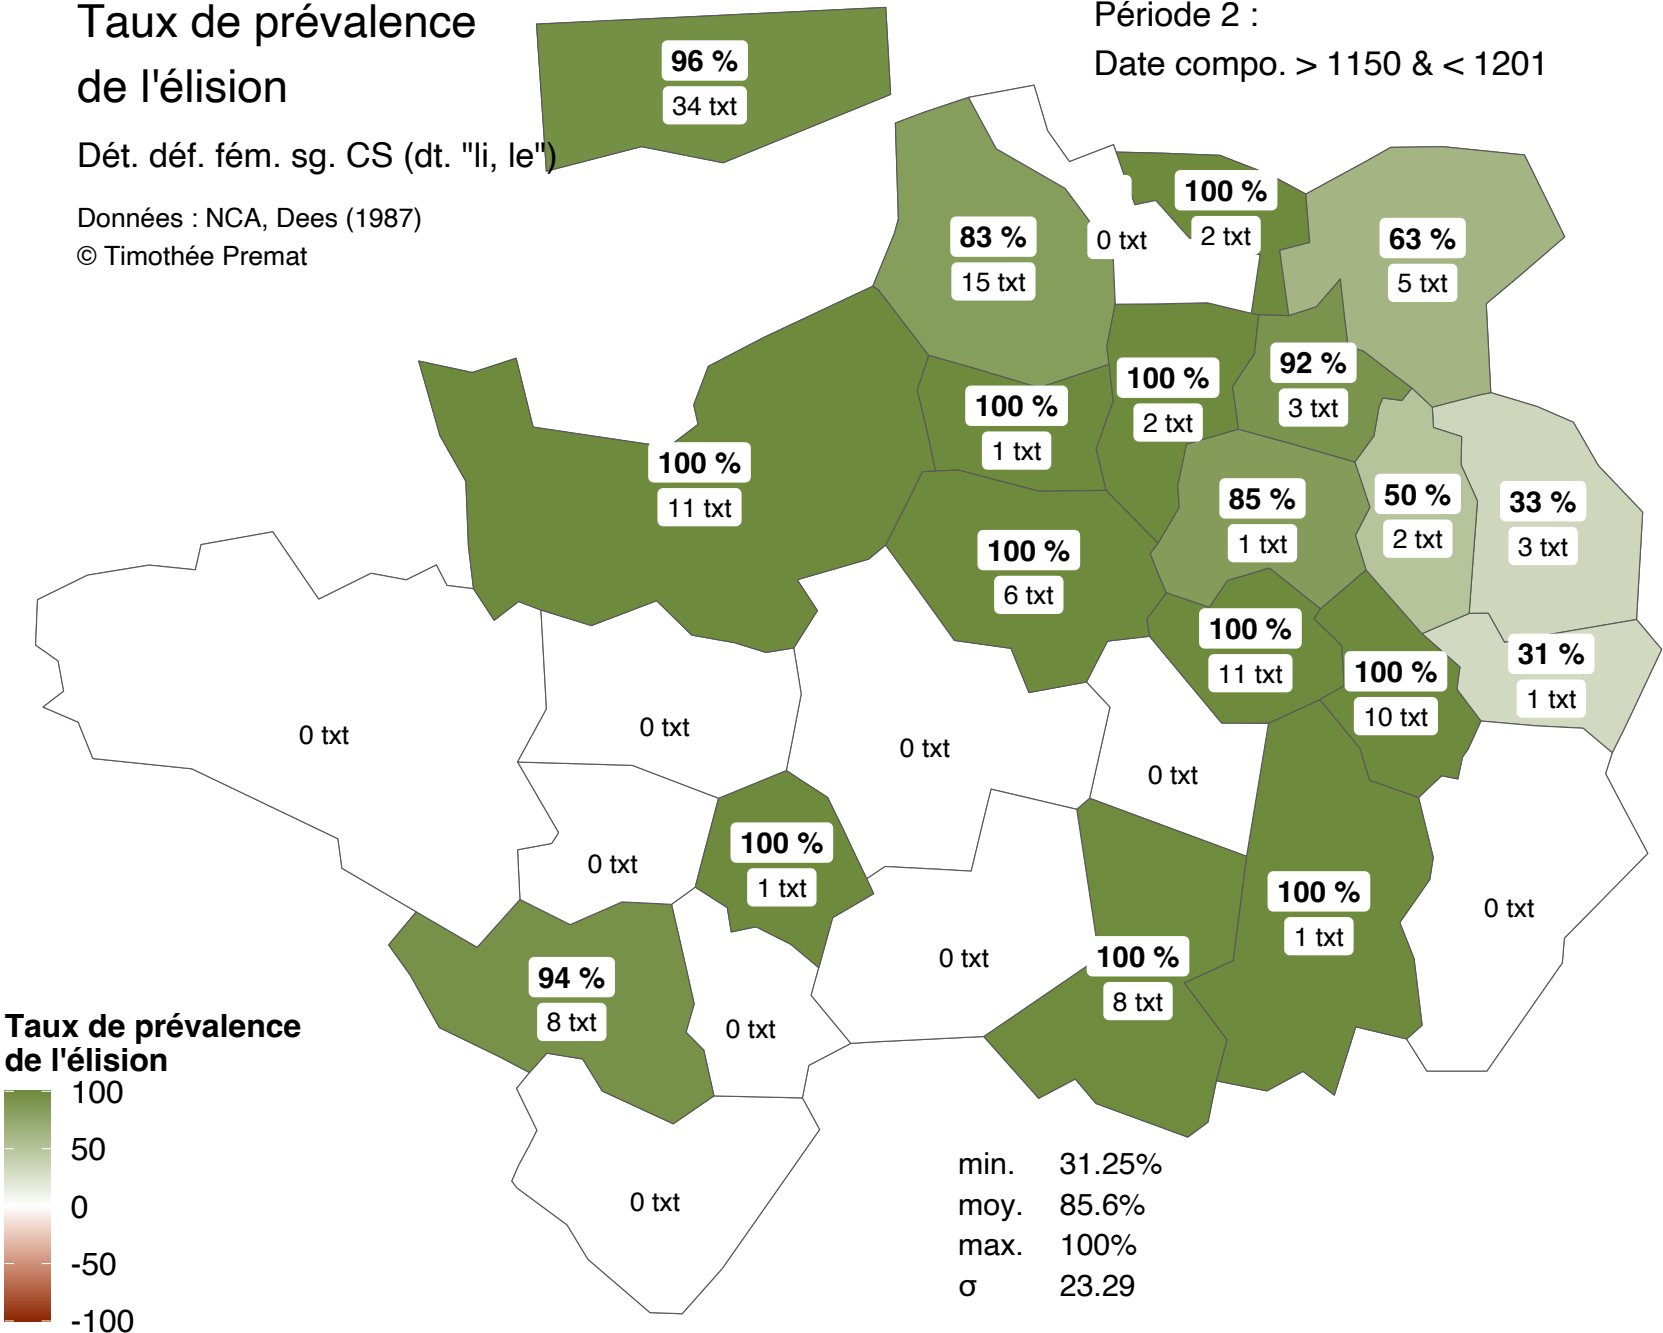 Taux de prévalence
de l'élision
Dét. déf. fém. sg. CS (dt. "li, le")
Données : NCA, Dees (1987)
© Timothée Premat
Période 2 :
Date compo. > 1150 & < 1201
96 %
34 txt
100 %
2 txt
83 %
15 txt
0 txt
63 %
5 txt
92 %
3 txt
100 %
2 txt
100 %
1 txt
100 %
11 txt
85 %
1 txt
50 %
2 txt
33 %
3 txt
100 %
6 txt
100 %
11 txt
31 %
1 txt
100 %
10 txt
0 txt
0 txt
0 txt
0 txt
100 %
1 txt
0 txt
100 %
1 txt
0 txt
94 %
8 txt
0 txt
100 %
8 txt
0 txt
0 txt
Taux de prévalence
de l'élision
100
50
0
-50
-100
min. 31.25%
moy. 85.6%
max. 100%
σ 23.29